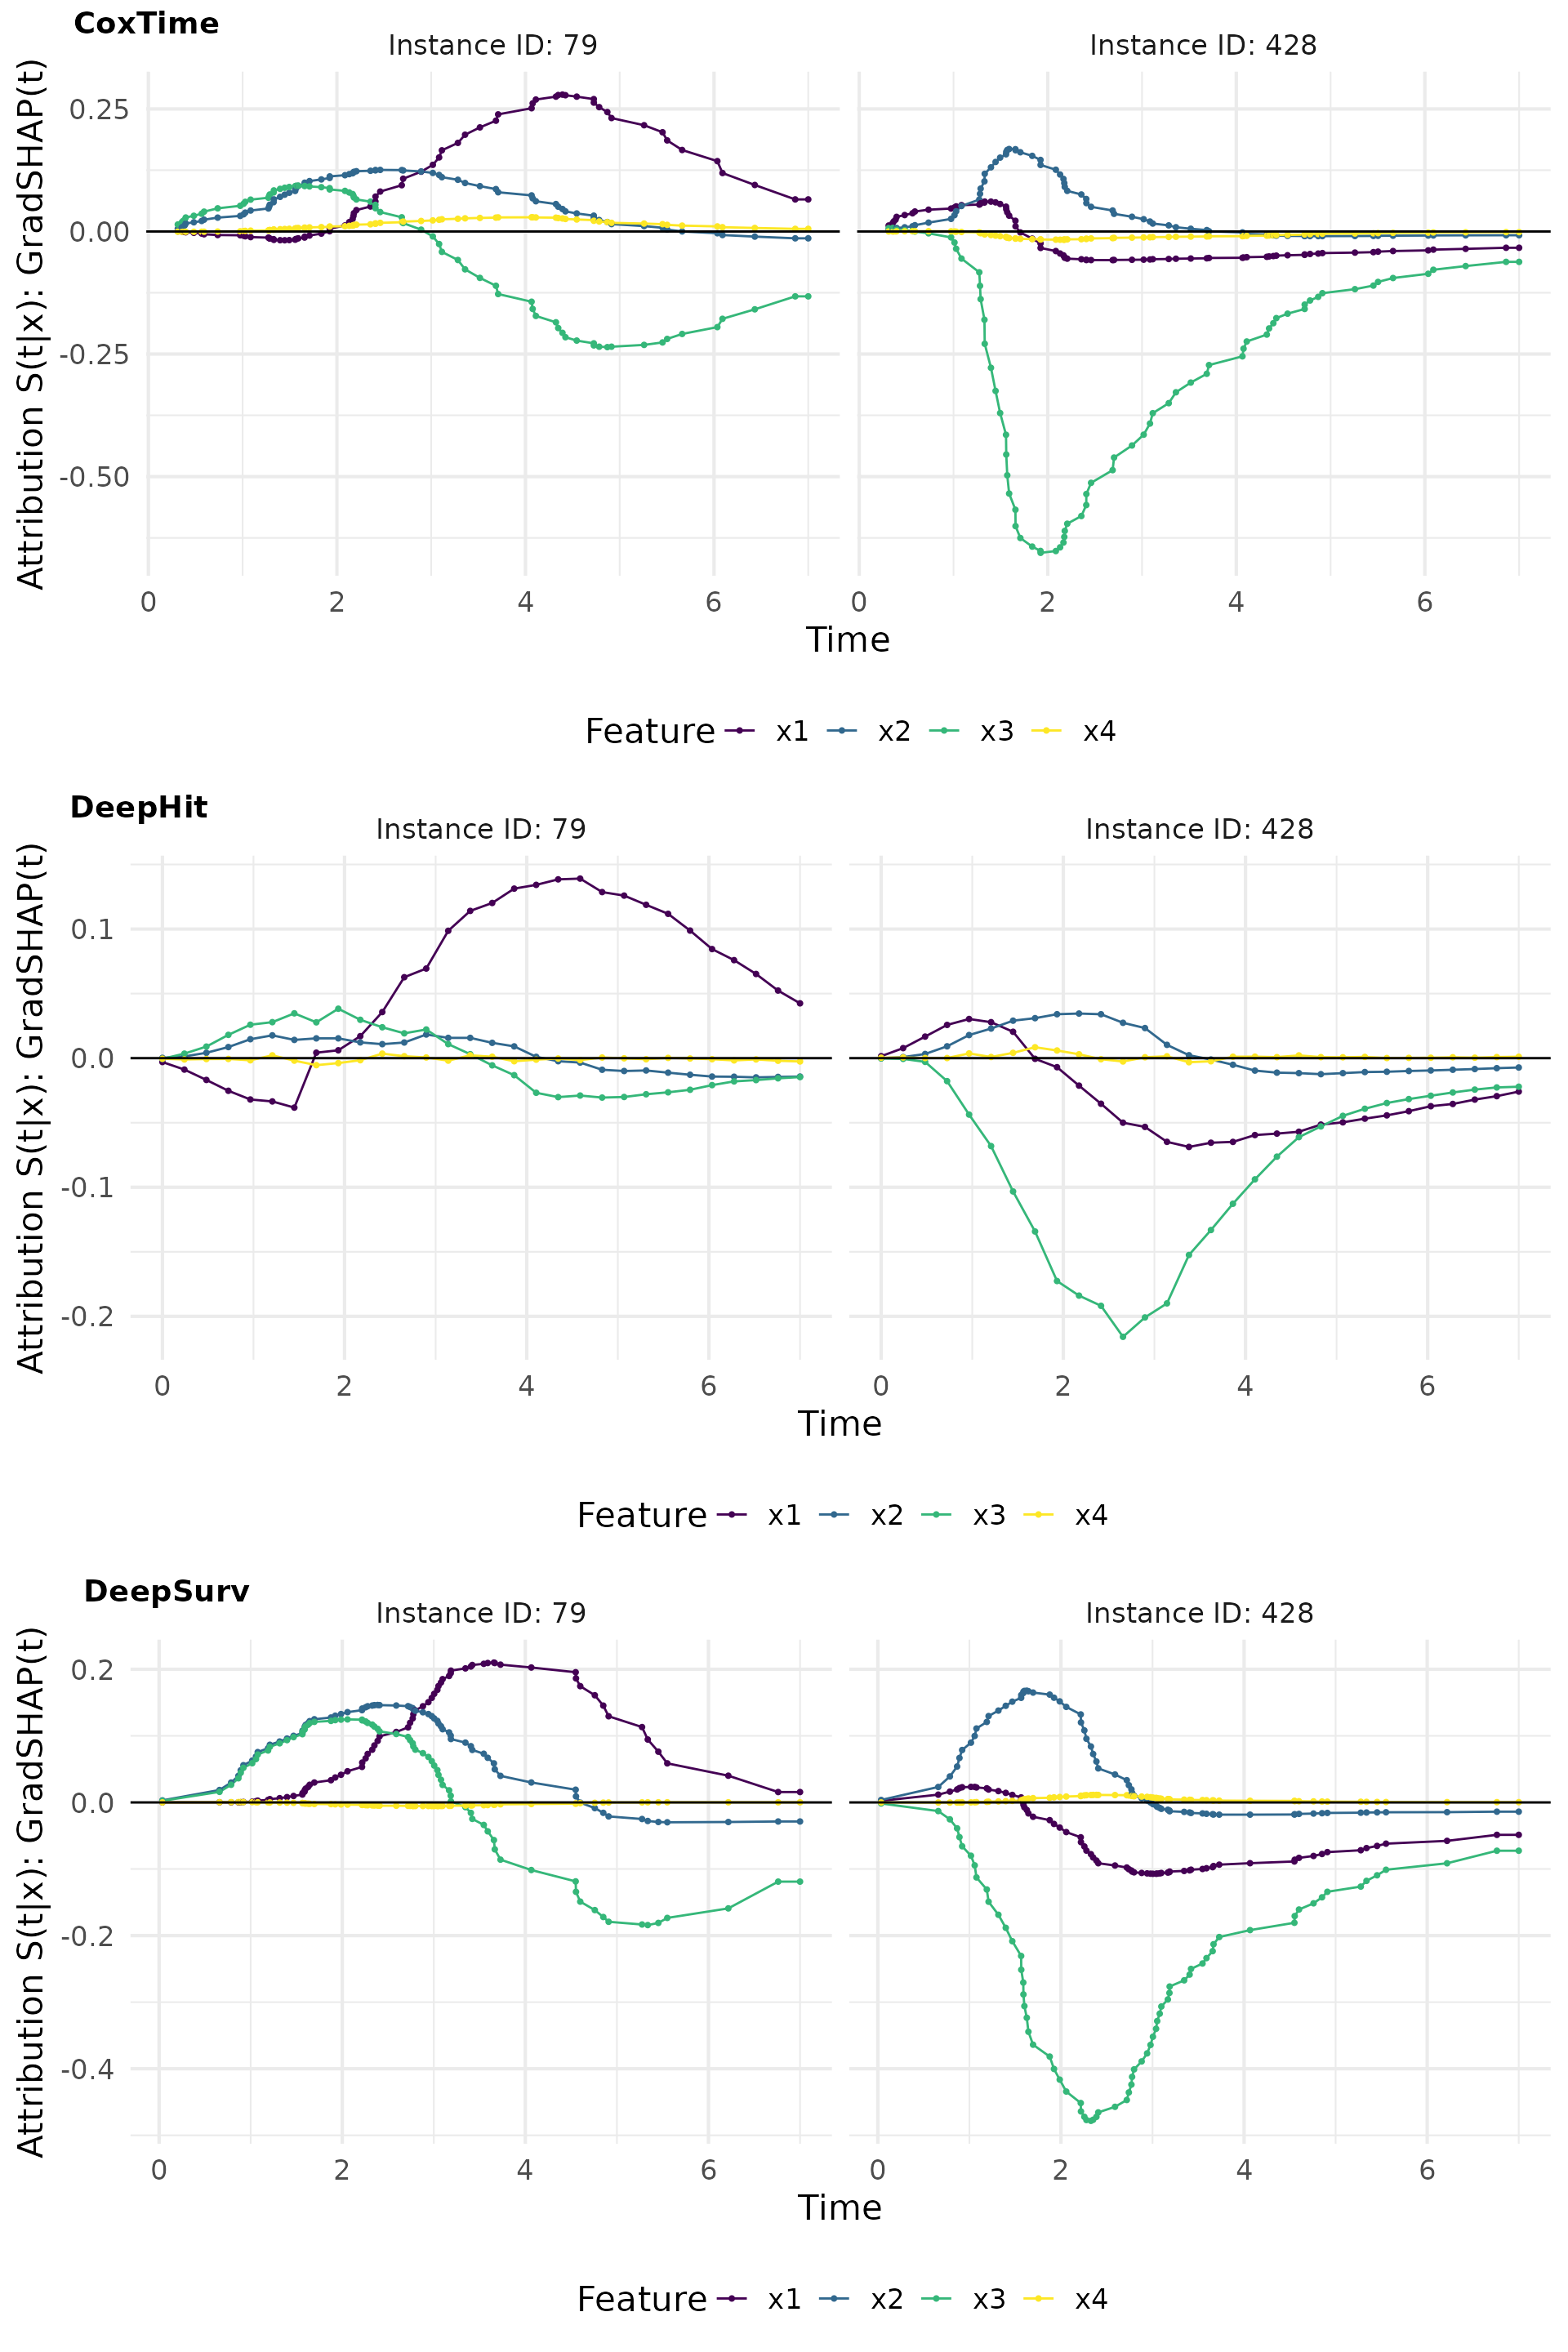 CoxTime
Instance ID: 79 Instance ID: 428
Attribution S(t|x): GradSHAP(t)
0.25
0.00
-0.25
-0.50
0 2 4 6 0 2 4 6
Time
Feature x1 x2 x3 x4
DeepHit
Instance ID: 79 Instance ID: 428
Attribution S(t|x): GradSHAP(t)
0.1
0.0
-0.1
-0.2
0 2 4 6 0 2 4 6
Time
Feature x1 x2 x3 x4
DeepSurv
Instance ID: 79 Instance ID: 428
Attribution S(t|x): GradSHAP(t)
0.2
0.0
-0.2
-0.4
0 2 4 6 0 2 4 6
Time
Feature x1 x2 x3 x4